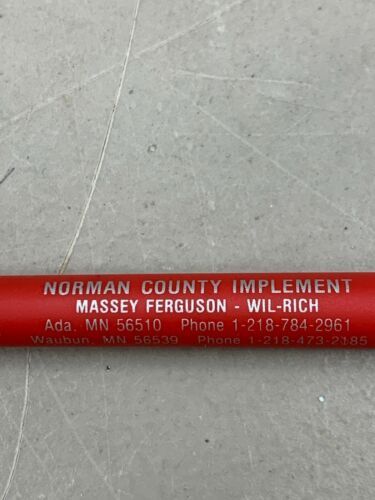 NORMAN COUNTY IMPLEMENT
MASSEY FERGUSON - WIL-RICH
Ada, MN 56510 Phone 1-218-784-2961
Waubun, MN 56539 Phone 1-218-473-2185